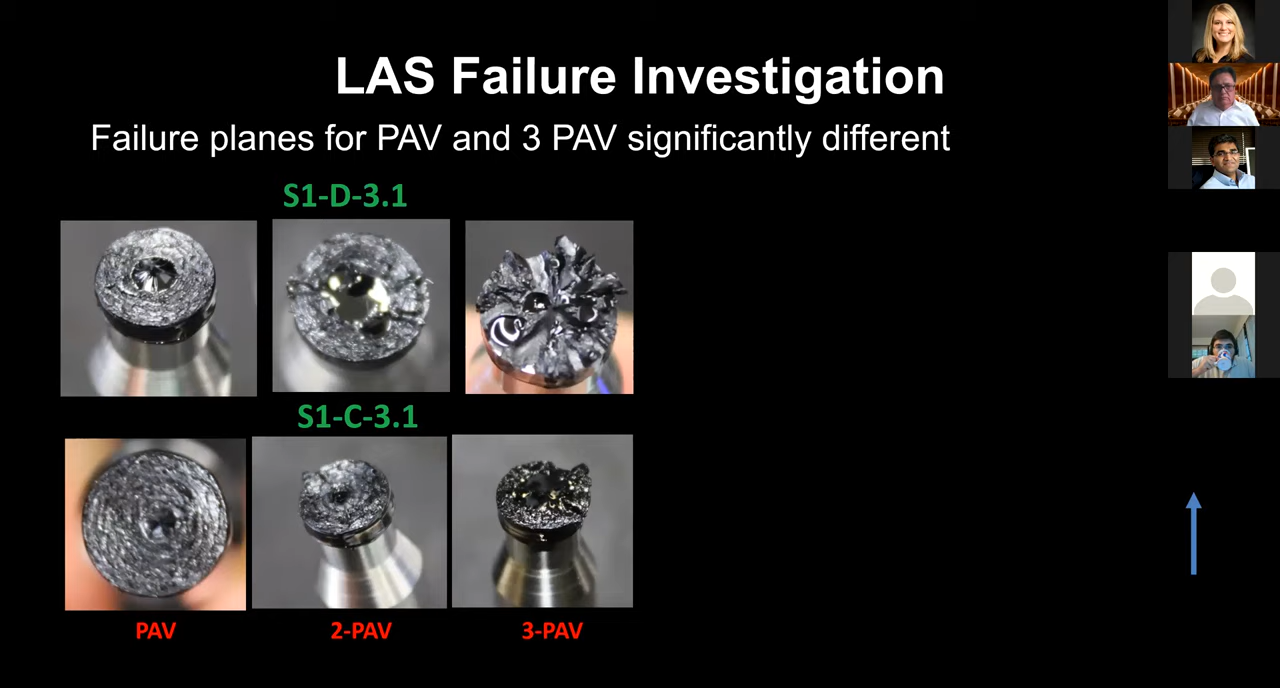 LAS Failure Investigation
Failure planes for PAV and 3 PAV significantly different
S1-D-3.1
S1-C-3.1
PAV
2-PAV
3-PAV